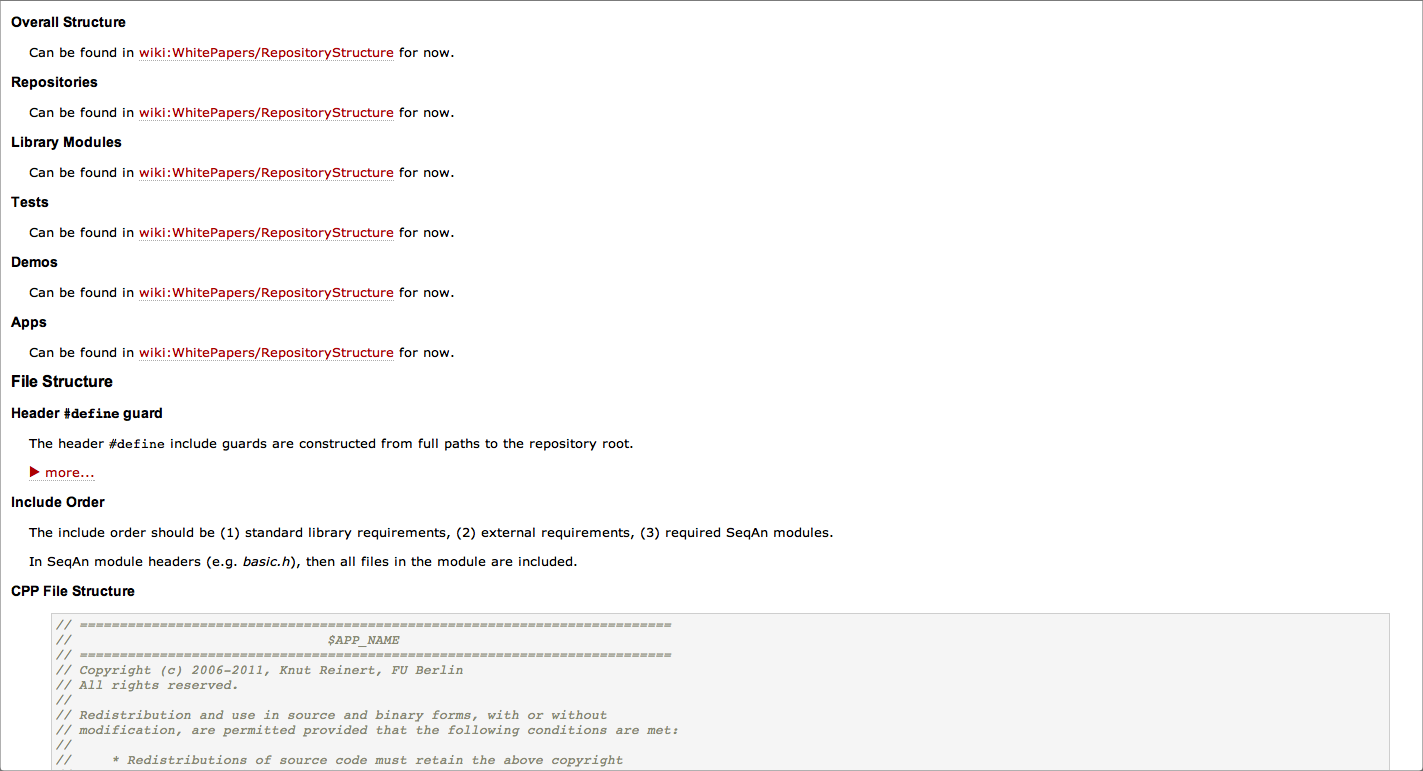 Overall Structure
Can be found in wiki:WhitePapers/RepositoryStructure for now.
Repositories
Can be found in wiki:WhitePapers/RepositoryStructure for now.
Library Modules
Can be found in wiki:WhitePapers/RepositoryStructure for now.
Tests
Can be found in wiki:WhitePapers/RepositoryStructure for now.
Demos
Can be found in wiki:WhitePapers/RepositoryStructure for now.
Apps
Can be found in wiki:WhitePapers/RepositoryStructure for now.
File Structure
Header #define guard
The header #define include guards are constructed from full paths to the repository root.
▶ more...
Include Order
The include order should be (1) standard library requirements, (2) external requirements, (3) required SeqAn modules.
In SeqAn module headers (e.g. basic.h), then all files in the module are included.
CPP File Structure
// ==========================================================================
// $APP_NAME
// ==========================================================================
// Copyright (c) 2006-2011, Knut Reinert, FU Berlin
// All rights reserved.
//
// Redistribution and use in source and binary forms, with or without
// modification, are permitted provided that the following conditions are met:
//
// * Redistributions of source code must retain the above copyright